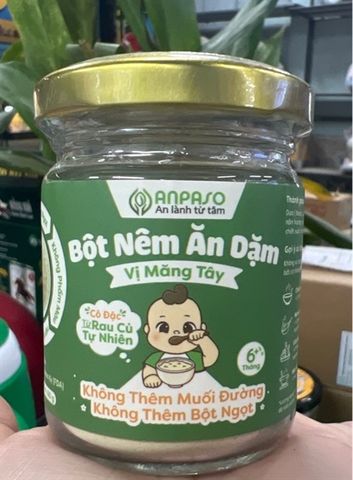 ANPASO
An lành từ tâm
Bột Nêm Ăn Dặm
Vị Măng Tây
Cô Đặc
Từ Rau Củ
Tự Nhiên
6+
Tháng
Không Thêm Muối Đường
Không Thêm Bột Ngọt